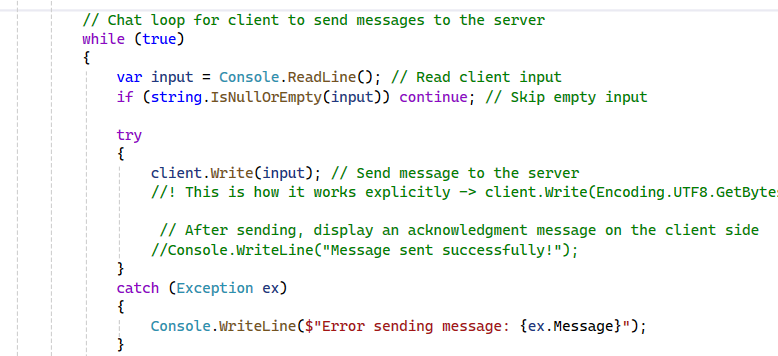 // Chat loop for client to send messages to the server
while (true)
{
var input = Console.ReadLine(); // Read client input
if (string.IsNullOrEmpty(input)) continue; // Skip empty input
try
{
client.Write(input); // Send message to the server
//! This is how it works explicitly -> client.Write(Encoding.UTF8.GetByte
// After sending, display an acknowledgment message on the client side
//Console.WriteLine("Message sent successfully!");
}
catch (Exception ex)
{
Console.WriteLine($"Error sending message: {ex.Message}");
}